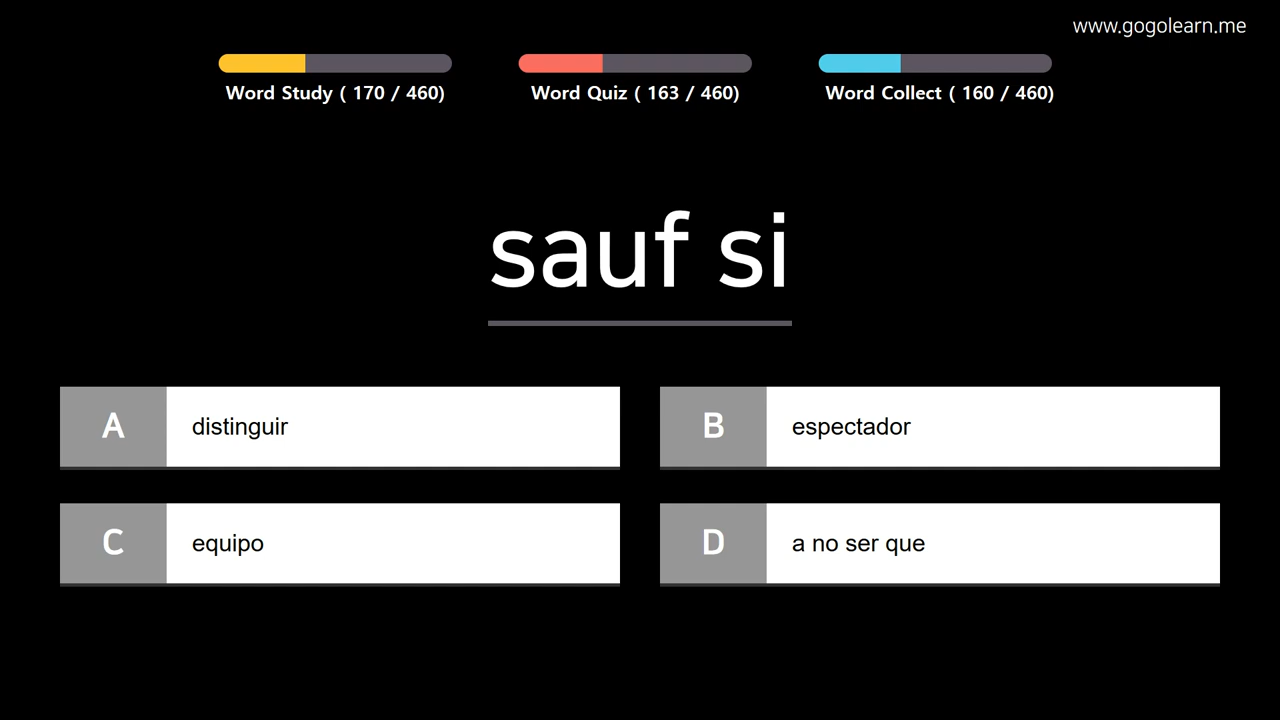 www.gogolearn.me
Word Study ( 170 / 460)
Word Quiz ( 163 / 460)
Word Collect ( 160 / 460)
sauf si
A distinguir
B espectador
C equipo
D a no ser que